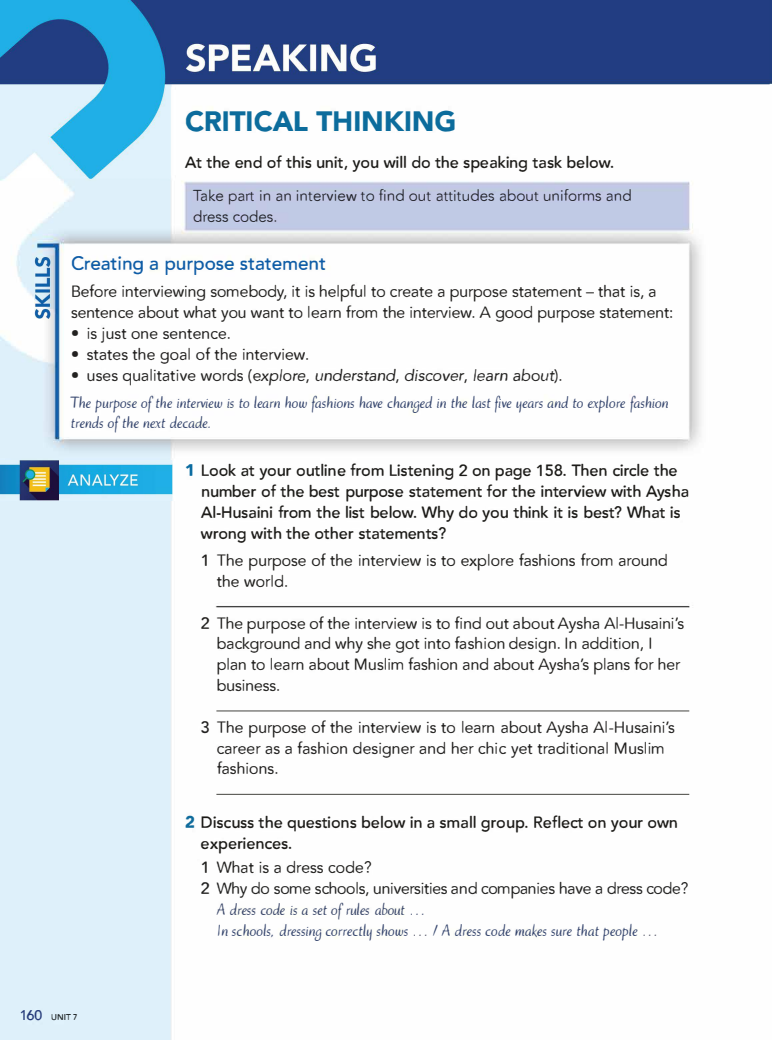 SPEAKING
CRITICAL THINKING
At the end of this unit, you will do the speaking task below.
Take part in an interview to find out attitudes about uniforms and
dress codes.
SKILLS
Creating a purpose statement
Before interviewing somebody, it is helpful to create a purpose statement – that is, a
sentence about what you want to learn from the interview. A good purpose statement:
• is just one sentence.
• states the goal of the interview.
• uses qualitative words (explore, understand, discover, learn about).
The purpose of the interview is to learn how fashions have changed in the last five years and to explore fashion
trends of the next decade.
ANALYZE
1 Look at your outline from Listening 2 on page 158. Then circle the
number of the best purpose statement for the interview with Aysha
Al-Husaini from the list below. Why do you think it is best? What is
wrong with the other statements?
1 The purpose of the interview is to explore fashions from around
the world.
2 The purpose of the interview is to find out about Aysha Al-Husaini's
background and why she got into fashion design. In addition, I
plan to learn about Muslim fashion and about Aysha's plans for her
business.
3 The purpose of the interview is to learn about Aysha Al-Husaini's
career as a fashion designer and her chic yet traditional Muslim
fashions.
2 Discuss the questions below in a small group. Reflect on your own
experiences.
1 What is a dress code?
2 Why do some schools, universities and companies have a dress code?
A dress code is a set of rules about ...
In schools, dressing correctly shows ... / A dress code makes sure that people ...
160 UNIT 7